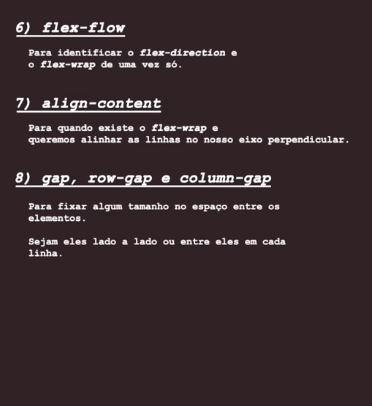 6) flex-flow
Para identificar o flex-direction e
o flex-wrap de uma vez só.
7) align-content
Para quando existe o flex-wrap e
queremos alinhar as linhas no nosso eixo perpendicular.
8) gap, row-gap e column-gap
Para fixar algum tamanho no espaço entre os
elementos.
Sejam eles lado a lado ou entre eles em cada
linha.